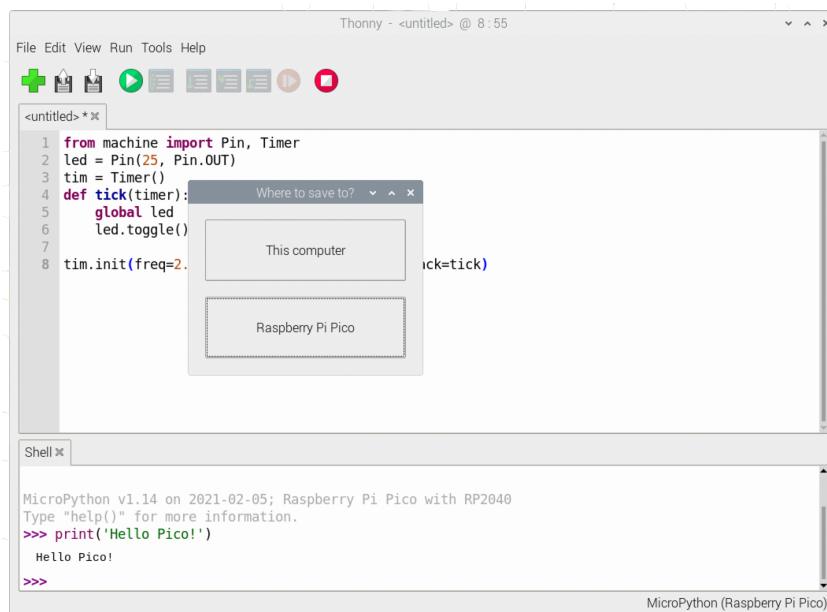 Thonny - <untitled> @ 8:55
File Edit View Run Tools Help
<untitled> *
1 from machine import Pin, Timer
2 led = Pin(25, Pin.OUT)
3 tim = Timer()
4 def tick(timer):
5     global led
6     led.toggle()
7
8 tim.init(freq=2. ck=tick)
Where to save to?
This computer
Raspberry Pi Pico
Shell
MicroPython v1.14 on 2021-02-05; Raspberry Pi Pico with RP2040
Type "help()" for more information.
>>> print('Hello Pico!')
Hello Pico!
>>>
MicroPython (Raspberry Pi Pico)